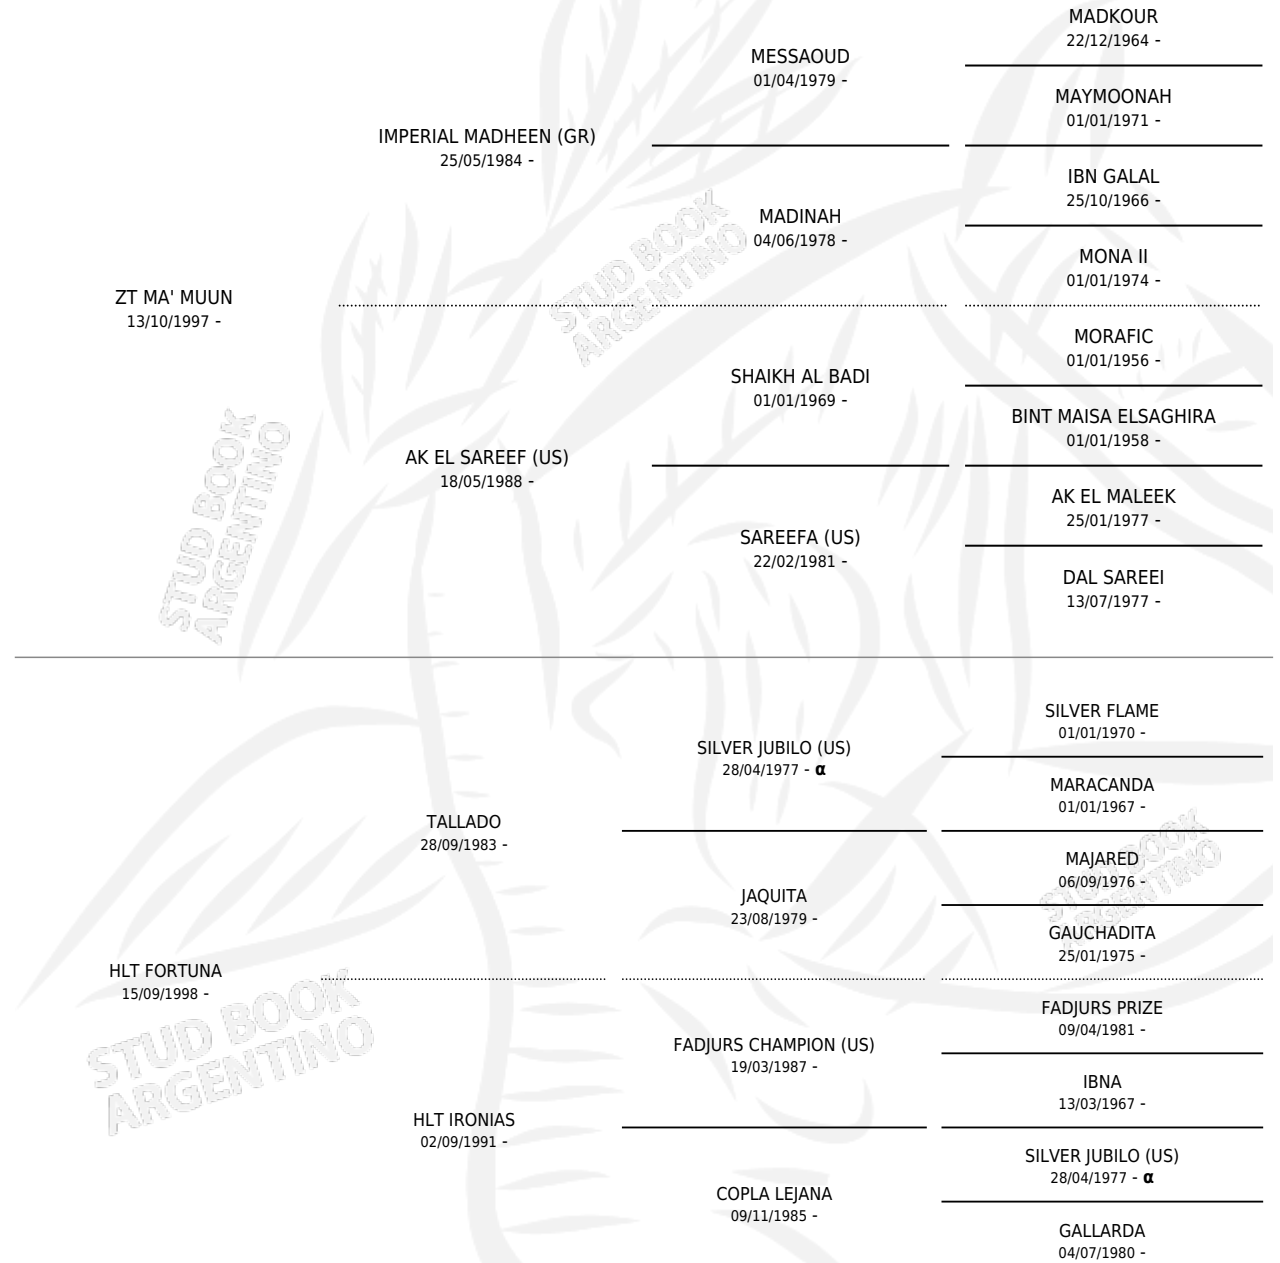 MADKOUR
22/12/1964 -
MESSAOUD
01/04/1979 -
MAYMOONAH
01/01/1971 -
IMPERIAL MADHEEN (GR)
25/05/1984 -
IBN GALAL
25/10/1966 -
MADINAH
04/06/1978 -
MONA II
01/01/1974 -
ZT MA' MUUN
13/10/1997 -
MORAFIC
01/01/1956 -
SHAIKH AL BADI
01/01/1969 -
BINT MAISA ELSAGHIRA
01/01/1958 -
AK EL SAREEF (US)
18/05/1988 -
AK EL MALEEK
25/01/1977 -
SAREEFA (US)
22/02/1981 -
DAL SAREEI
13/07/1977 -
SILVER FLAME
01/01/1970 -
SILVER JUBILO (US)
28/04/1977 - α
MARACANDA
01/01/1967 -
TALLADO
28/09/1983 -
MAJARED
06/09/1976 -
JAQUITA
23/08/1979 -
GAUCHADITA
25/01/1975 -
HLT FORTUNA
15/09/1998 -
FADJURS PRIZE
09/04/1981 -
FADJURS CHAMPION (US)
19/03/1987 -
IBNA
13/03/1967 -
HLT IRONIAS
02/09/1991 -
SILVER JUBILO (US)
28/04/1977 - α
COPLA LEJANA
09/11/1985 -
GALLARDA
04/07/1980 -
STUD BOOK
ARGENTINO
STUD BOOK
ARGENTINO
STUD BOOK
ARGENTINO
STUD BOOK
ARGENTINO